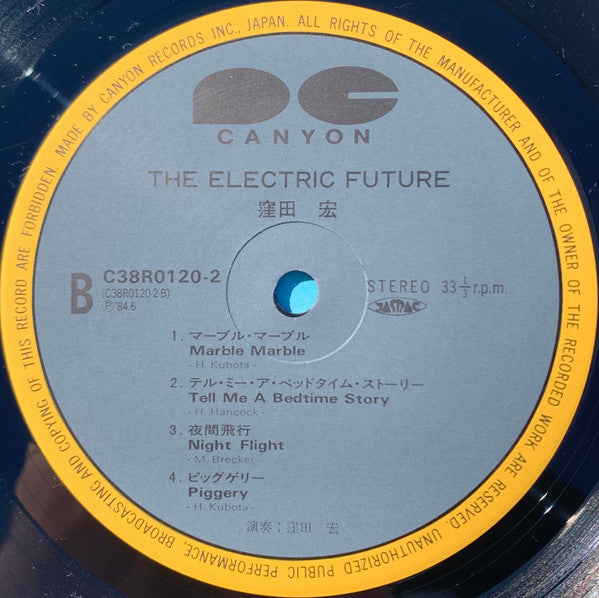 MADE BY CANYON RECORDS INC., JAPAN. ALL RIGHTS OF THE MANUFACTURER AND OF THE OWNER OF THE RECORDED WORK ARE RESERVED. UNAUTHORIZED PUBLIC PERFORMANCE, BROADCASTING AND COPYING OF THIS RECORD ARE FORBIDDEN.
CANYON
THE ELECTRIC FUTURE
窪田 宏
B
C38R0120-2
(C38R0120-2-B)
P.'84.6
STEREO 33 1/3 r.p.m.
JASRAC
1. マーブル・マーブル
Marble Marble
- H. Kubota -
2. テル・ミー・ア・ベッドタイム・ストーリー
Tell Me A Bedtime Story
- H. Hancock -
3. 夜間飛行
Night Flight
- M. Brecker -
4. ピッグゲリー
Piggery
- H. Kubota -
演奏：窪田 宏